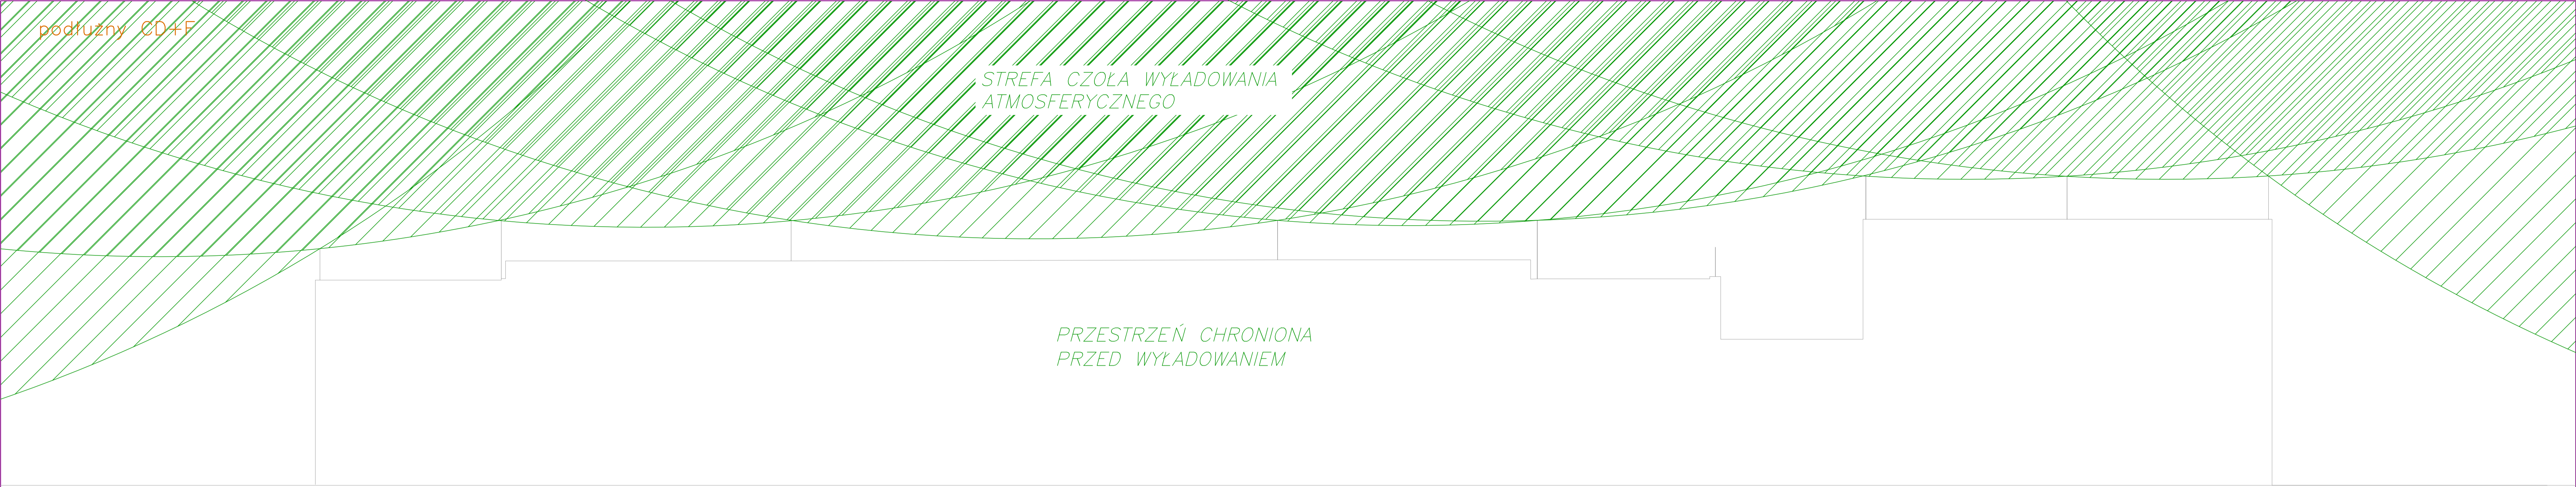 podłużny CD+F
STREFA CZOŁA WYŁADOWANIA
ATMOSFERYCZNEGO
PRZESTRZEŃ CHRONIONA
PRZED WYŁADOWANIEM